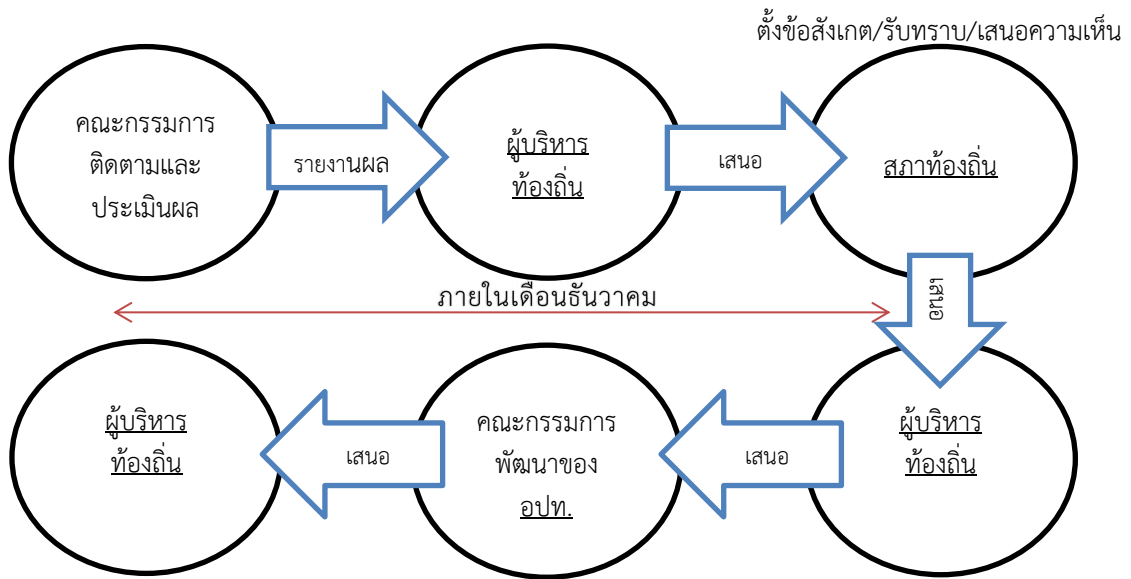 ตั้งข้อสังเกต/รับทราบ/เสนอความเห็น
คณะกรรมการ
ติดตามและ
ประเมินผล
รายงานผล
ผู้บริหาร
ท้องถิ่น
เสนอ
สภาท้องถิ่น
เสนอ
ภายในเดือนธันวาคม
ผู้บริหาร
ท้องถิ่น
เสนอ
คณะกรรมการ
พัฒนาของ
อปท.
เสนอ
ผู้บริหาร
ท้องถิ่น